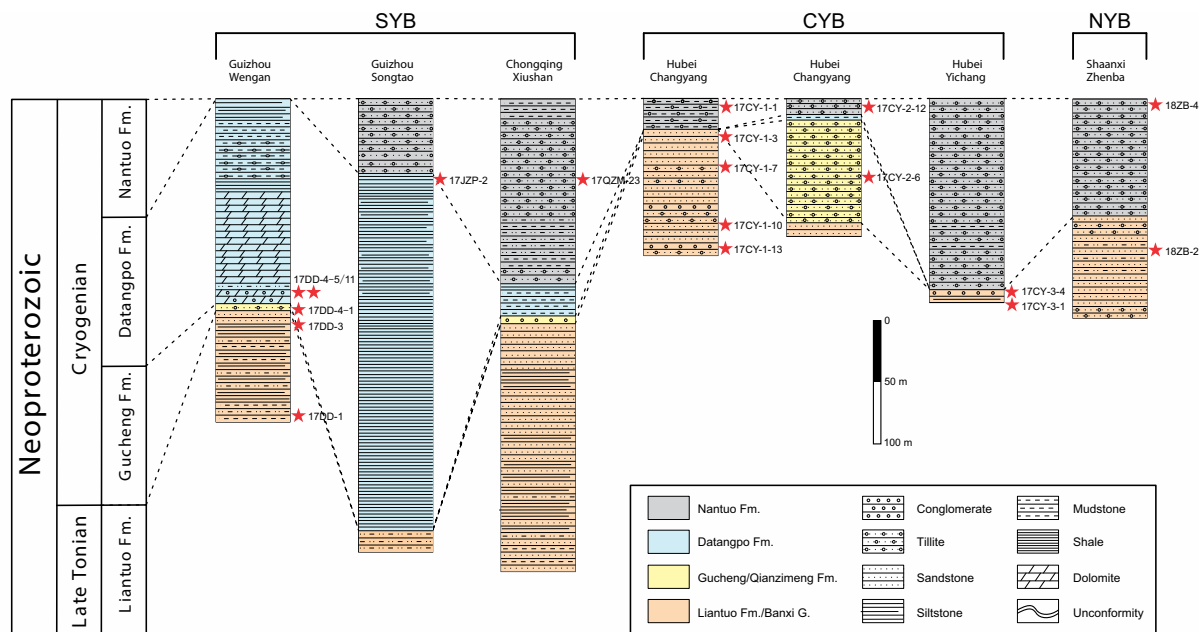 SYB
CYB
NYB
Guizhou
Wengan
Guizhou
Songtao
Chongqing
Xiushan
Hubei
Changyang
Hubei
Changyang
Hubei
Yichang
Shaanxi
Zhenba
Neoproterozoic
Cryogenian
Late Tonian
Nantuo Fm.
Datangpo Fm.
Gucheng Fm.
Liantuo Fm.
17DD-4-5/11
17DD-4-1
17DD-3
17DD-1
17JZP-2
17QZM-23
17CY-1-1
17CY-1-3
17CY-1-7
17CY-1-10
17CY-1-13
17CY-2-12
17CY-2-6
17CY-3-4
17CY-3-1
18ZB-4
18ZB-2
0
50 m
100 m
Nantuo Fm.
Datangpo Fm.
Gucheng/Qianzimeng Fm.
Liantuo Fm./Banxi G.
Conglomerate
Tillite
Sandstone
Siltstone
Mudstone
Shale
Dolomite
Unconformity